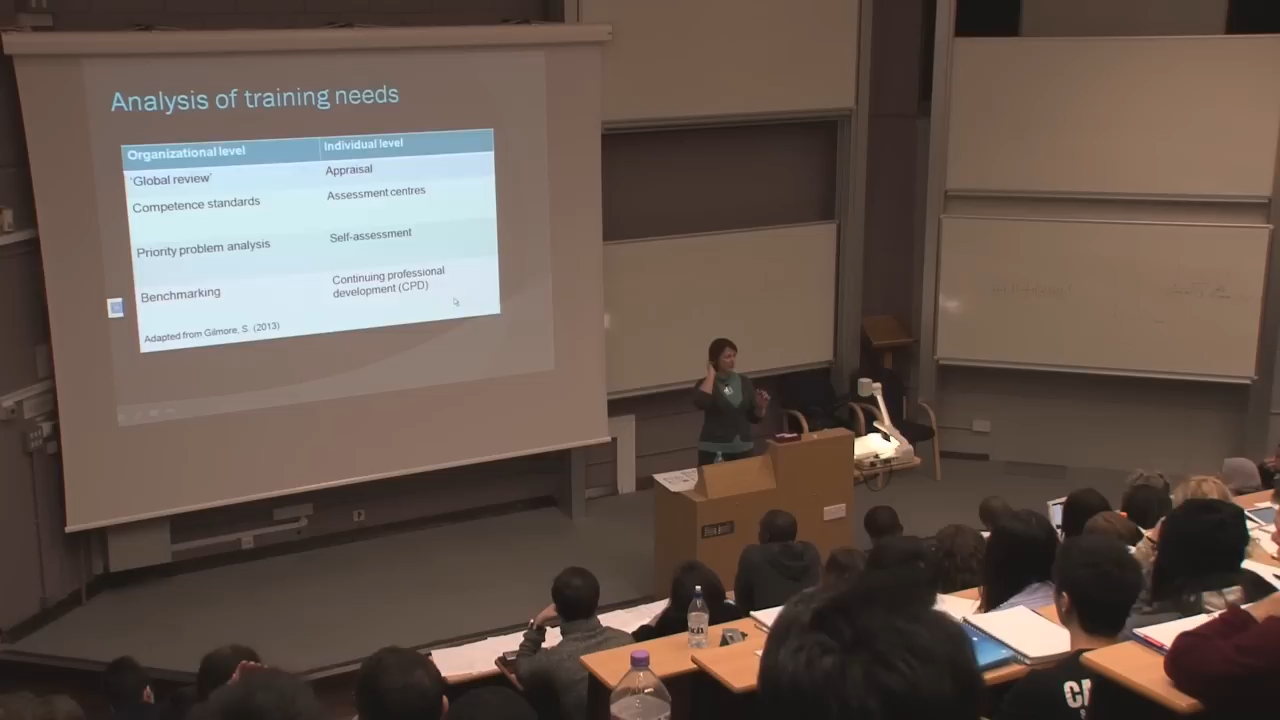 Analysis of training needs
Organizational level
Individual level
'Global review'
Appraisal
Competence standards
Assessment centres
Priority problem analysis
Self-assessment
Benchmarking
Continuing professional
development (CPD)
Adapted from Gilmore, S. (2013)